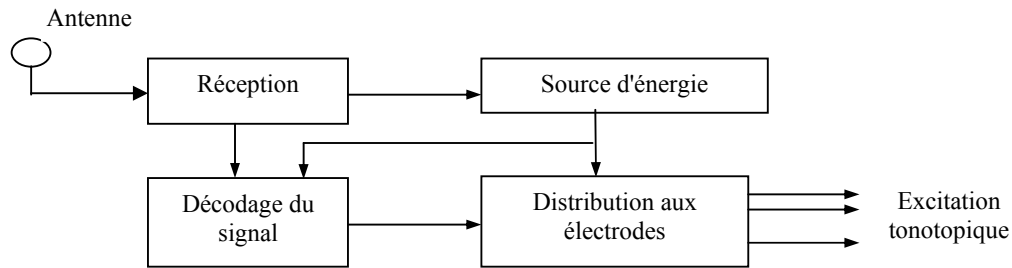 Antenne
Réception
Source d'énergie
Décodage du
signal
Distribution aux
électrodes
Excitation
tonotopique